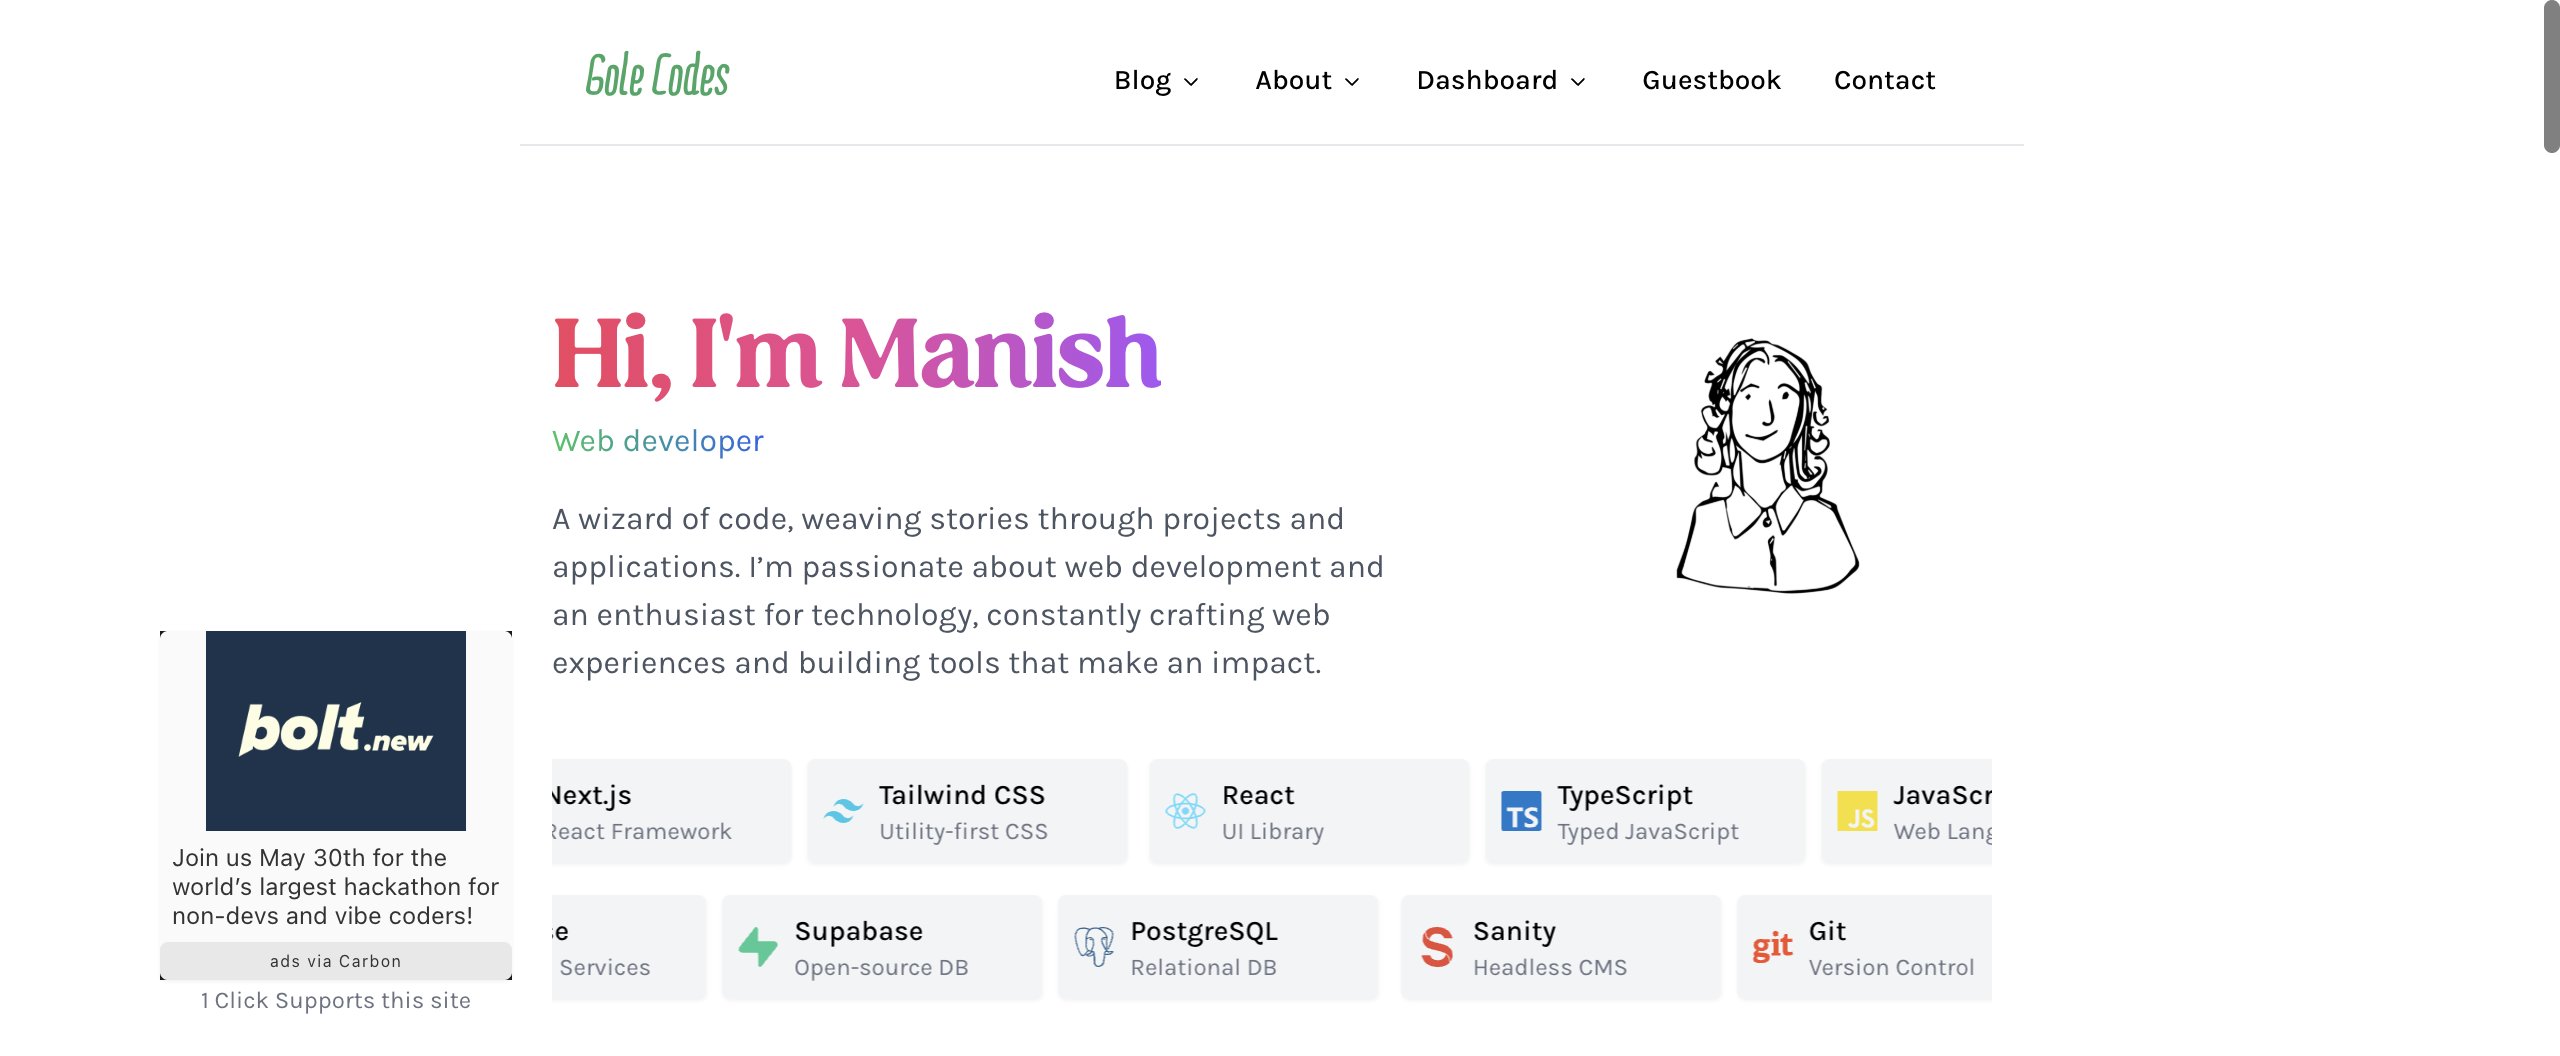 Gole Codes
Blog About Dashboard Guestbook Contact
Hi, I'm Manish
Web developer
A wizard of code, weaving stories through projects and
applications. I’m passionate about web development and
an enthusiast for technology, constantly crafting web
experiences and building tools that make an impact.
bolt.new
Join us May 30th for the
world’s largest hackathon for
non-devs and vibe coders!
ads via Carbon
1 Click Supports this site
Next.js
React Framework
Tailwind CSS
Utility-first CSS
React
UI Library
TS
TypeScript
Typed JavaScript
JS
JavaScr
Web Lang
se
Services
Supabase
Open-source DB
PostgreSQL
Relational DB
S
Sanity
Headless CMS
git
Git
Version Control